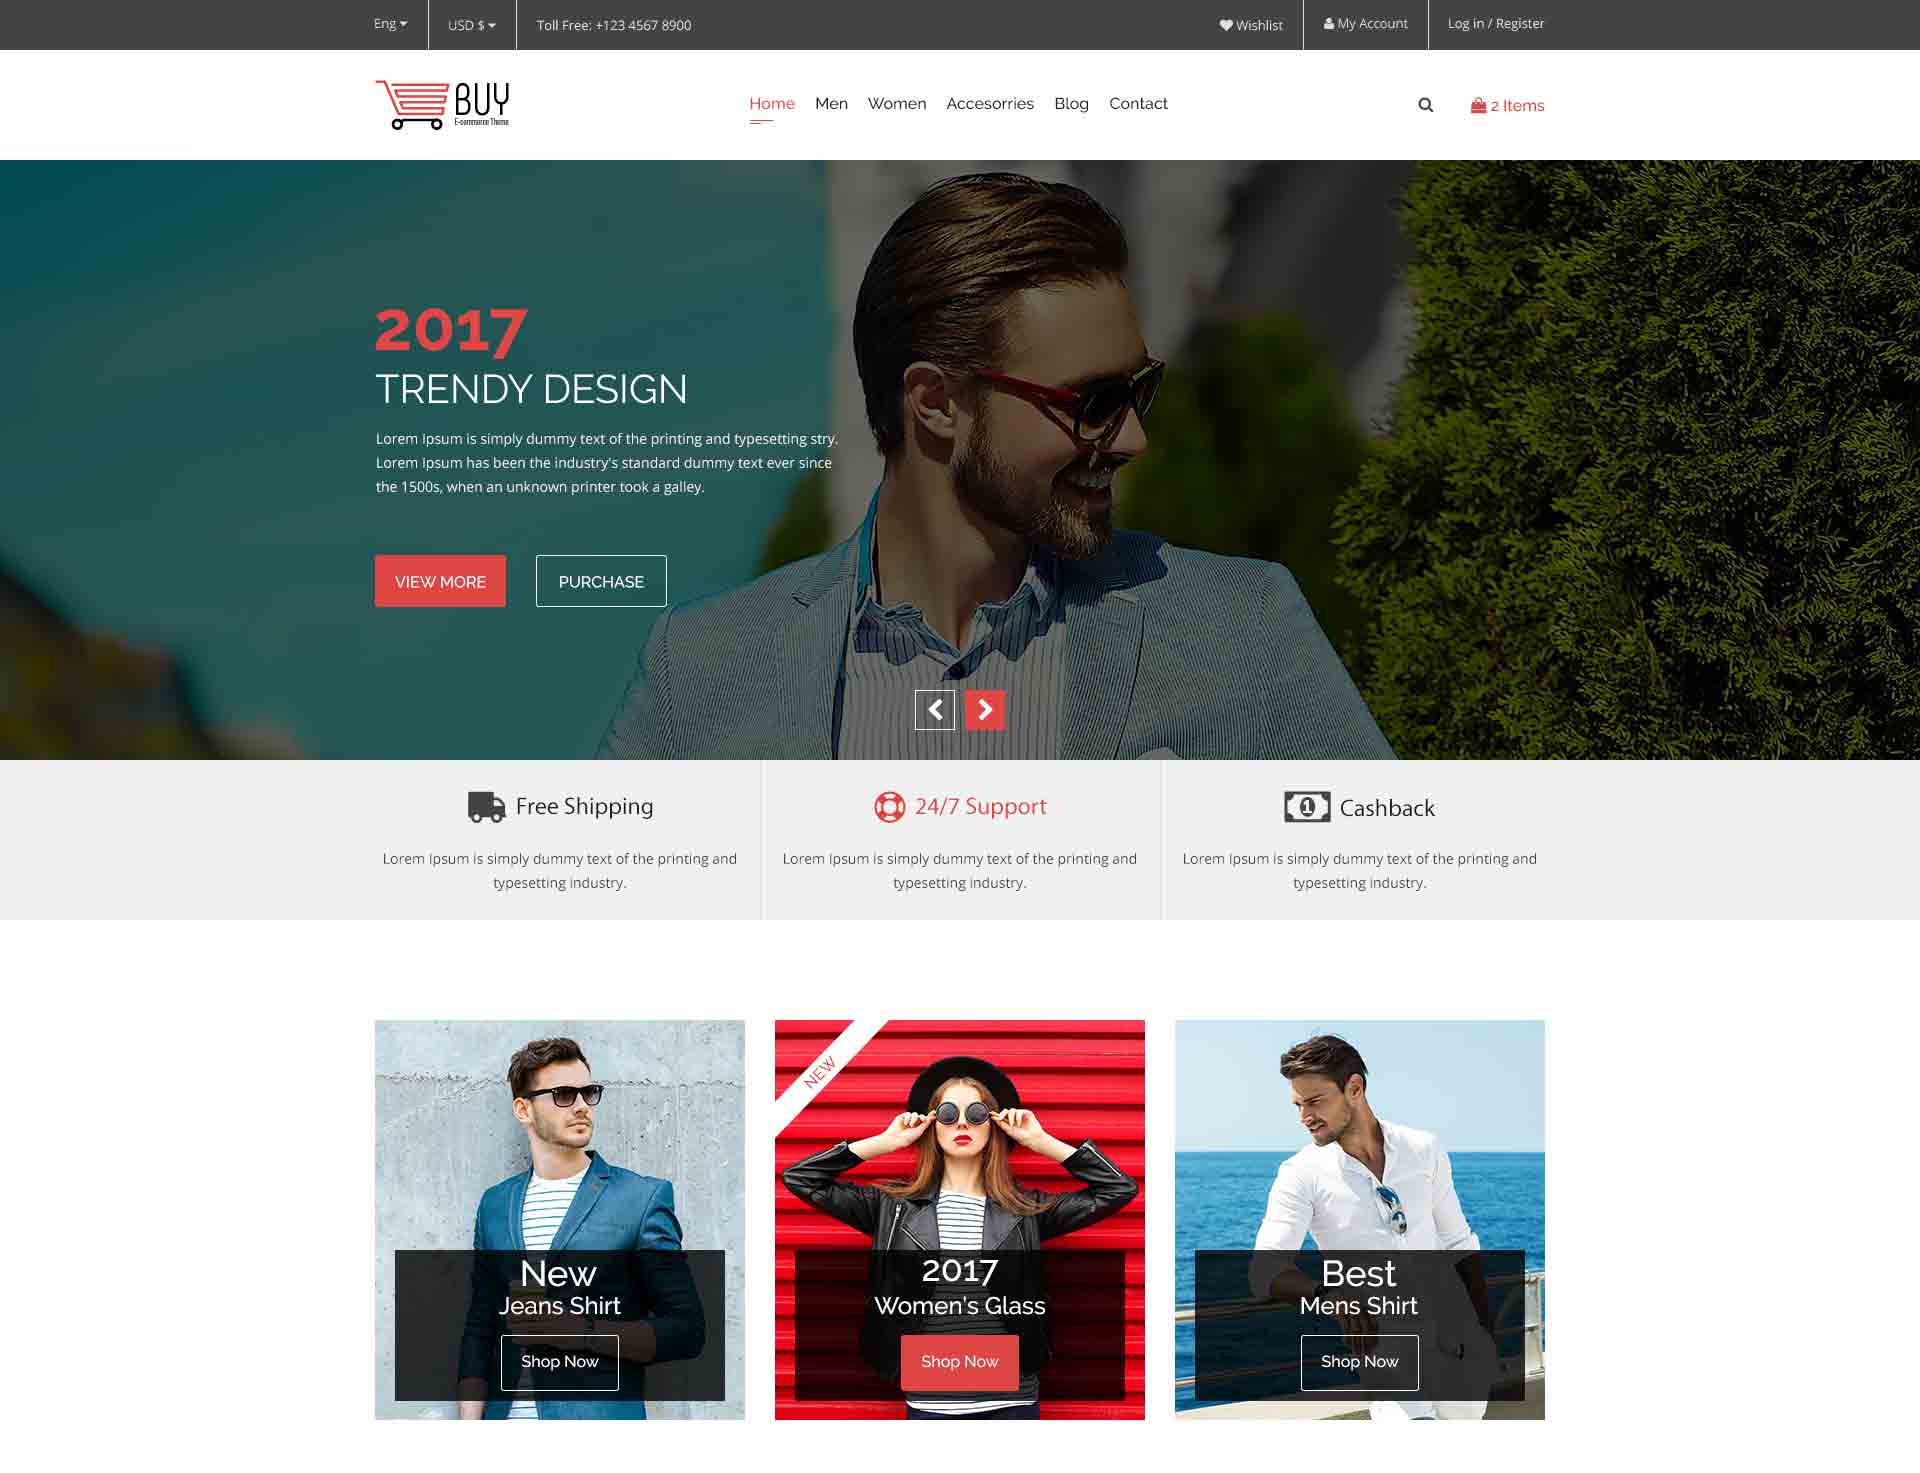 Eng
USD $
Toll Free: +123 4567 8900
Wishlist
My Account
Log in / Register
BUY
E-commerce Theme
Home
Men
Women
Accesorries
Blog
Contact
2 Items
2017
TRENDY DESIGN
Lorem Ipsum is simply dummy text of the printing and typesetting stry.
Lorem Ipsum has been the industry's standard dummy text ever since
the 1500s, when an unknown printer took a galley.
VIEW MORE
PURCHASE
Free Shipping
Lorem Ipsum is simply dummy text of the printing and
typesetting industry.
24/7 Support
Lorem Ipsum is simply dummy text of the printing and
typesetting industry.
1
Cashback
Lorem Ipsum is simply dummy text of the printing and
typesetting industry.
New
Jeans Shirt
Shop Now
NEW
2017
Women's Glass
Shop Now
Best
Mens Shirt
Shop Now